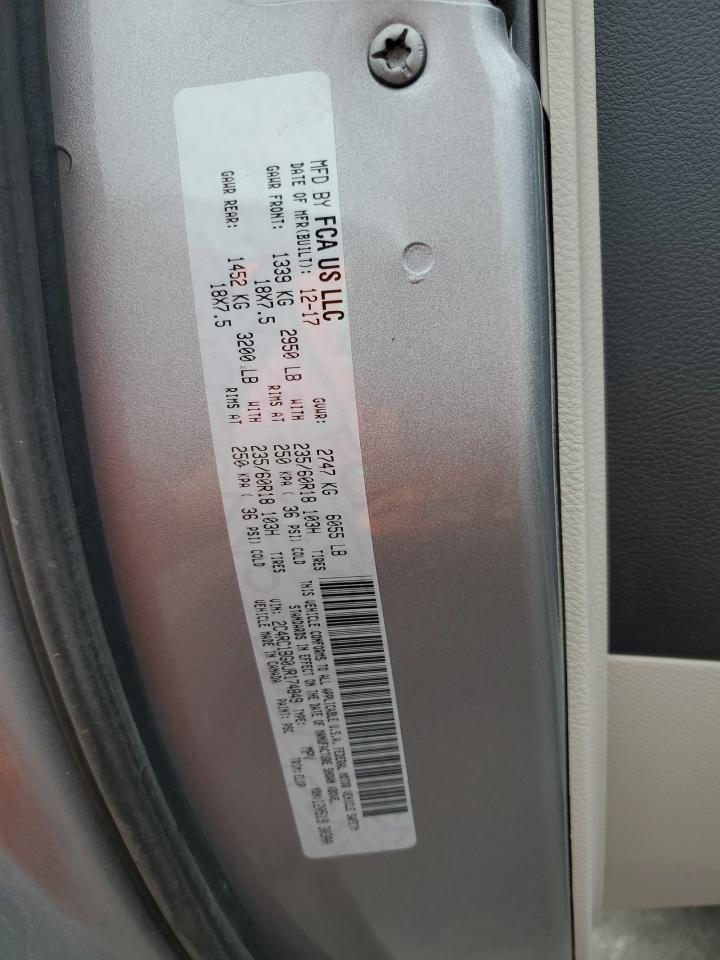 MFD BY FCA US LLC
DATE OF MFR(BUILT): 12-17 GVWR: 2747 KG 6055 LB
GAWR FRONT: 1339 KG 2950 LB WITH 235/60R18 103H TIRES
18X7.5 RIMS AT 250 KPA ( 36 PSI) COLD
GAWR REAR: 1452 KG 3200 LB WITH 235/60R18 103H TIRES
18X7.5 RIMS AT 250 KPA ( 36 PSI) COLD
THIS VEHICLE CONFORMS TO ALL APPLICABLE U.S.A. FEDERAL MOTOR VEHICLE SAFETY
STANDARDS IN EFFECT ON THE DATE OF MANUFACTURE SHOWN ABOVE.
VIN: TYPE: MPV
VEHICLE MADE IN CANADA PAINT: PSC TRIM: